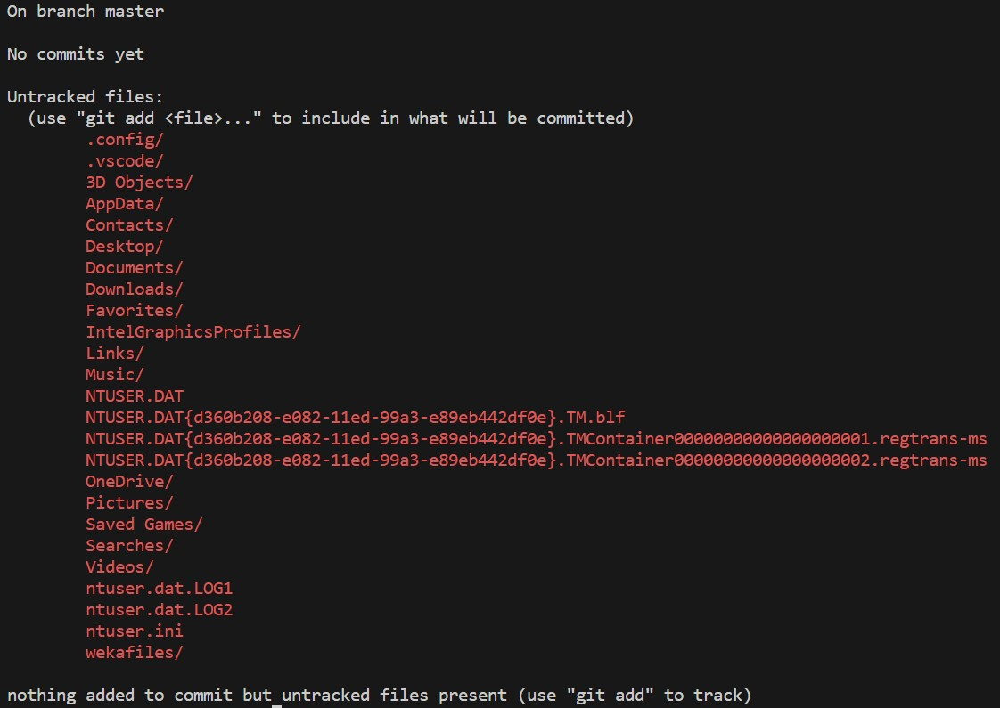 On branch master
No commits yet
Untracked files:
(use "git add <file>..." to include in what will be committed)
.config/
.vscode/
3D Objects/
AppData/
Contacts/
Desktop/
Documents/
Downloads/
Favorites/
IntelGraphicsProfiles/
Links/
Music/
NTUSER.DAT
NTUSER.DAT{d360b208-e082-11ed-99a3-e89eb442df0e}.TM.blf
NTUSER.DAT{d360b208-e082-11ed-99a3-e89eb442df0e}.TMContainer00000000000000000001.regtrans-ms
NTUSER.DAT{d360b208-e082-11ed-99a3-e89eb442df0e}.TMContainer00000000000000000002.regtrans-ms
OneDrive/
Pictures/
Saved Games/
Searches/
Videos/
ntuser.dat.LOG1
ntuser.dat.LOG2
ntuser.ini
wekafiles/
nothing added to commit but untracked files present (use "git add" to track)